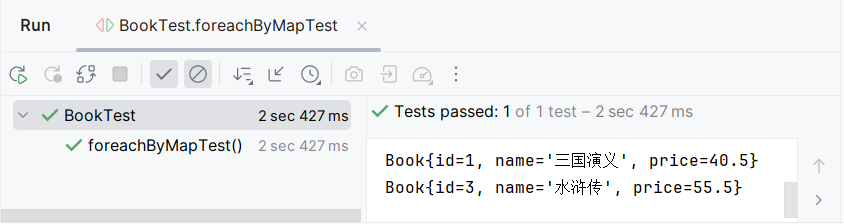 Run BookTest.foreachByMapTest
BookTest 2 sec 427 ms
foreachByMapTest() 2 sec 427 ms
Tests passed: 1 of 1 test – 2 sec 427 ms
Book{id=1, name='三国演义', price=40.5}
Book{id=3, name='水浒传', price=55.5}